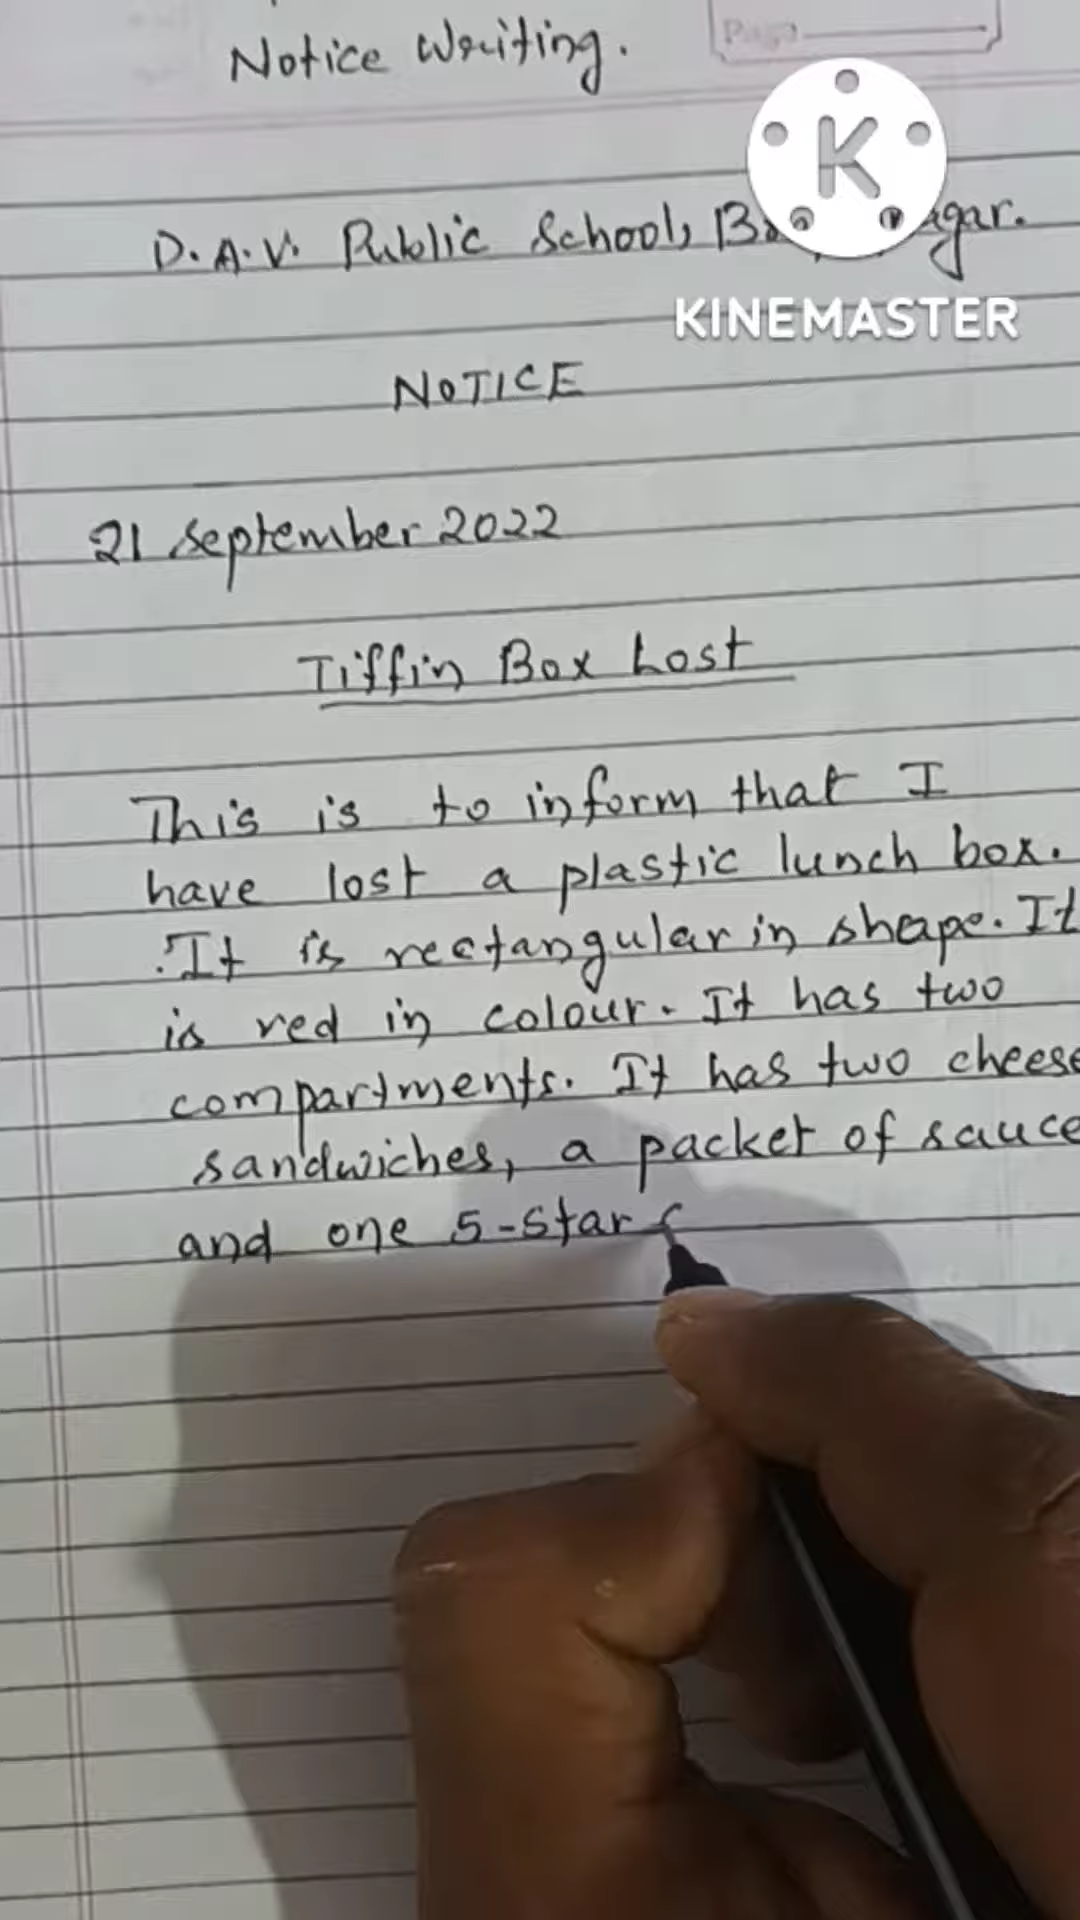 Page
Notice Writing.
D.A.V. Public School,
KINEMASTER
NOTICE
21 September 2022
Tiffin Box Lost
This is to inform that I
have lost a plastic lunch box.
It is rectangular in shape. It
is red in colour. It has two
compartments. It has two cheese
sandwiches, a packet of sauce
and one 5-star